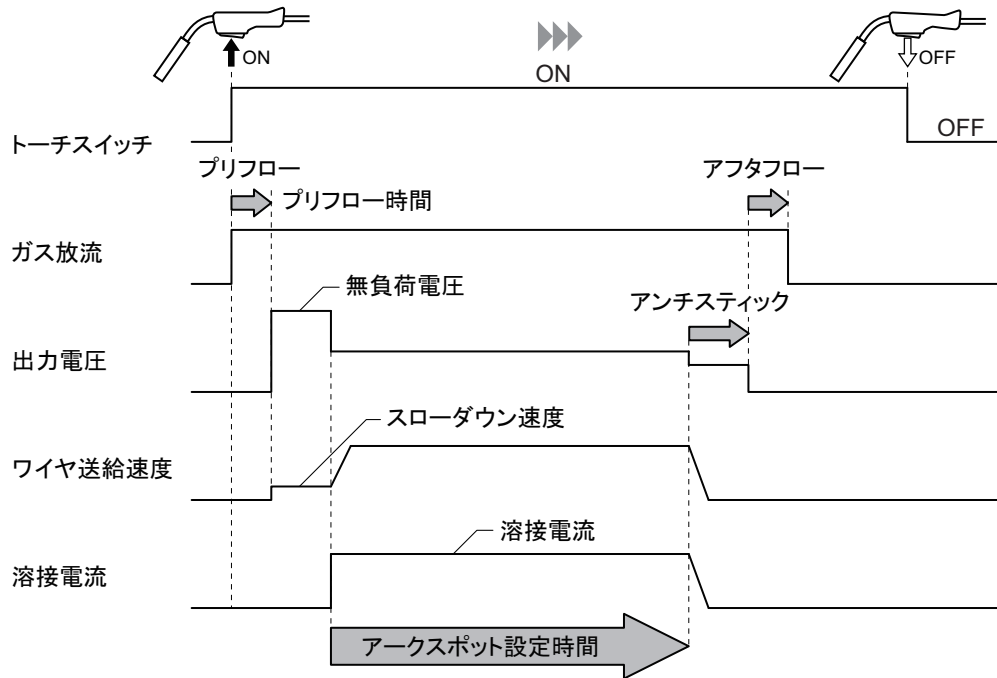 ON
ON
OFF
トーチスイッチ
OFF
プリフロー
アフタフロー
プリフロー時間
ガス放流
無負荷電圧
アンチスティック
出力電圧
スローダウン速度
ワイヤ送給速度
溶接電流
溶接電流
アークスポット設定時間